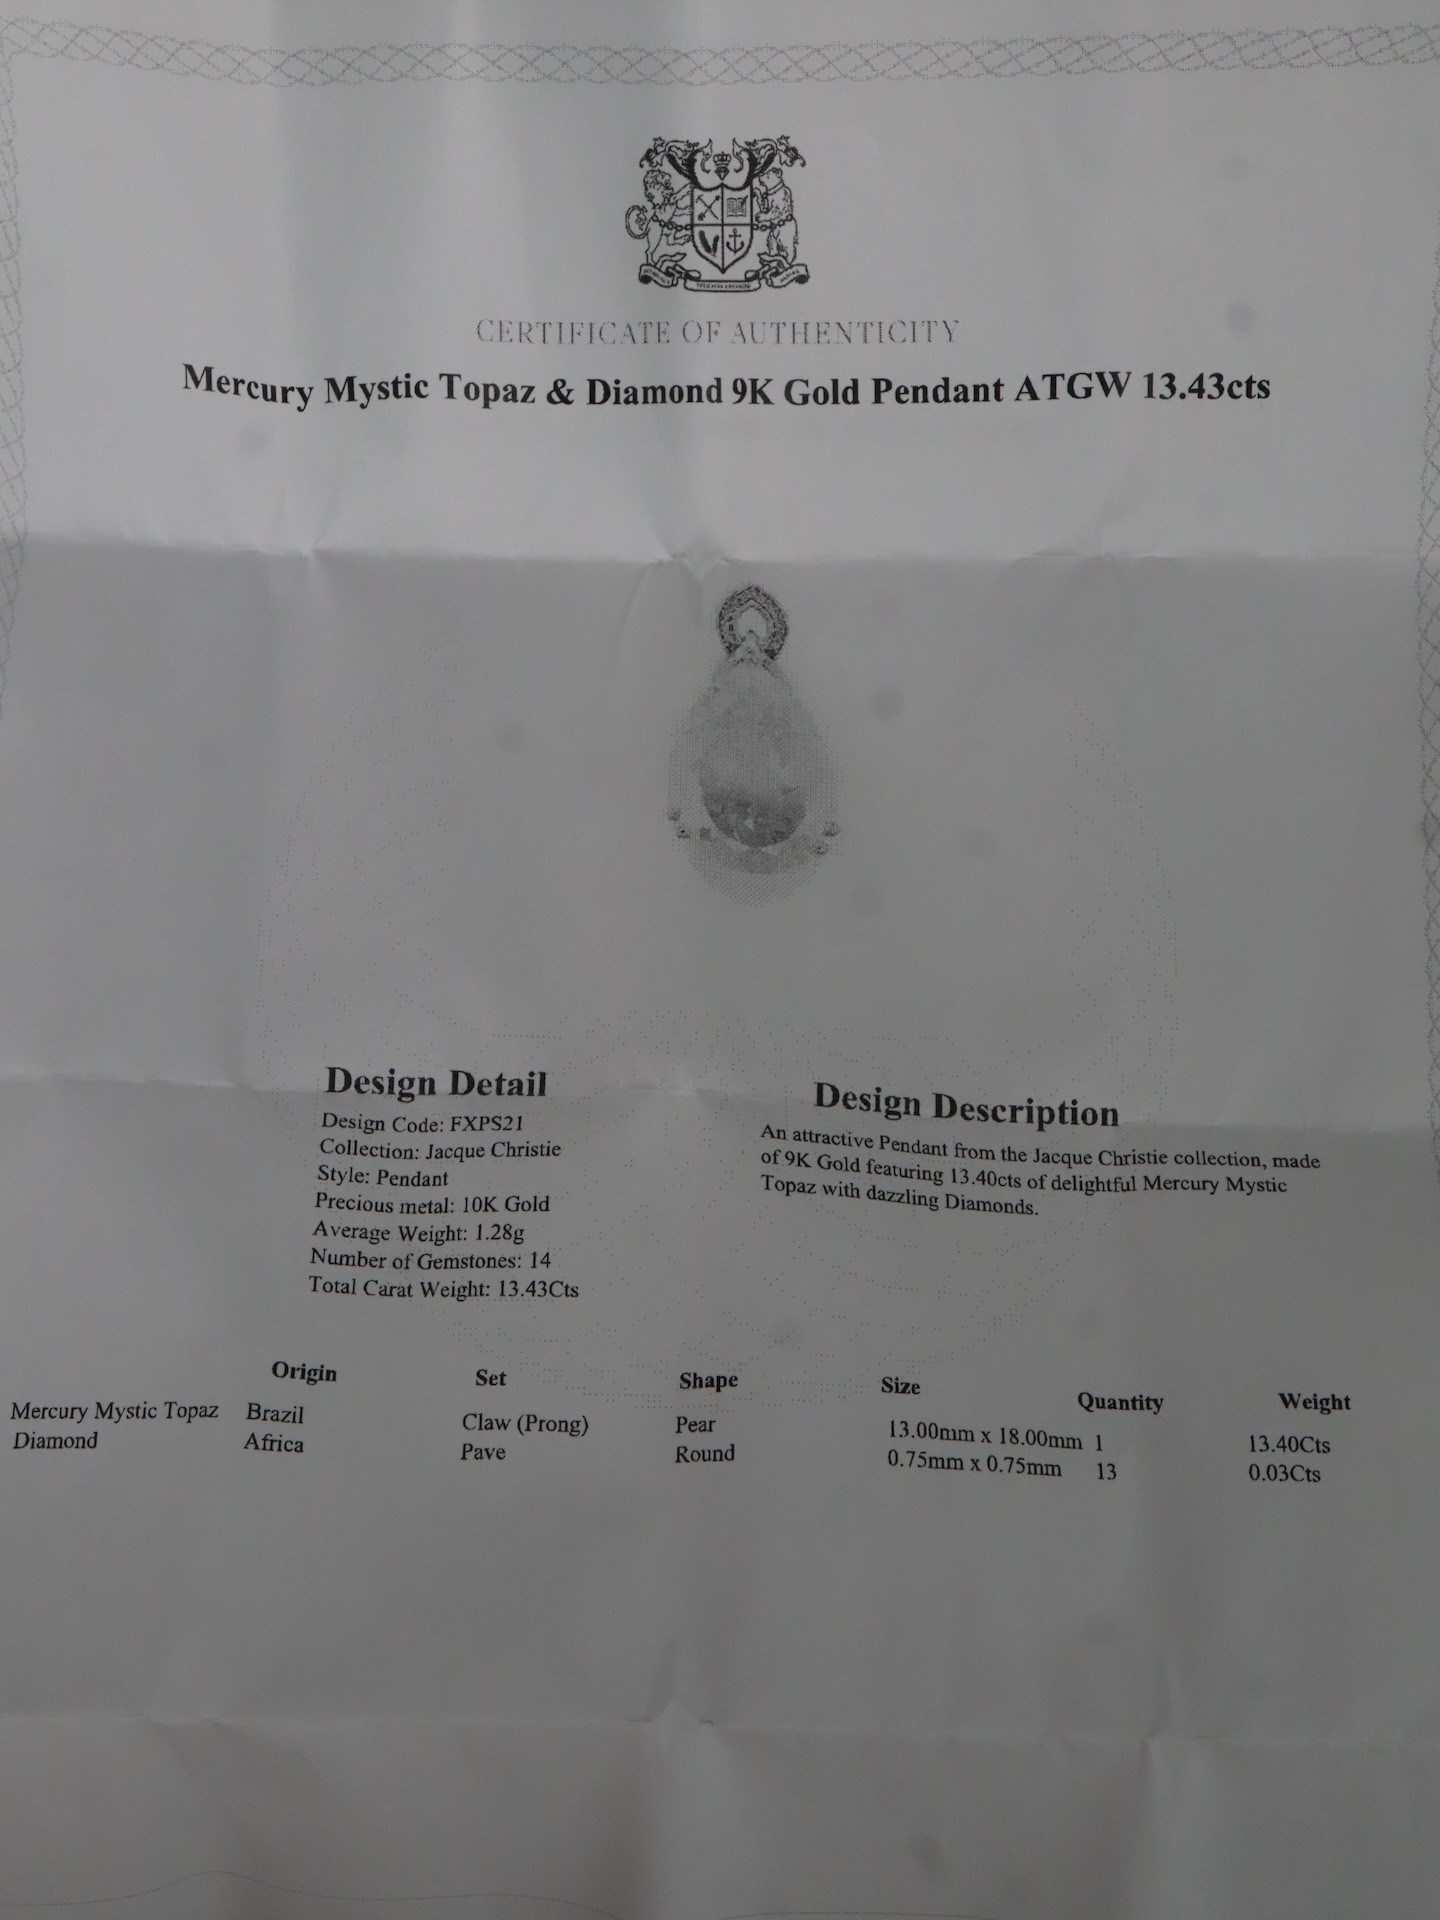 CERTIFICATE OF AUTHENTICITY
Mercury Mystic Topaz & Diamond 9K Gold Pendant ATGW 13.43cts
Design Detail
Design Code: FXPS21
Collection: Jacque Christie
Style: Pendant
Precious metal: 10K Gold
Average Weight: 1.28g
Number of Gemstones: 14
Total Carat Weight: 13.43Cts
Design Description
An attractive Pendant from the Jacque Christie collection, made
of 9K Gold featuring 13.40cts of delightful Mercury Mystic
Topaz with dazzling Diamonds.
Origin Set Shape Size Quantity Weight
Mercury Mystic Topaz Brazil Claw (Prong) Pear 13.00mm x 18.00mm 1 13.40Cts
Diamond Africa Pave Round 0.75mm x 0.75mm 13 0.03Cts